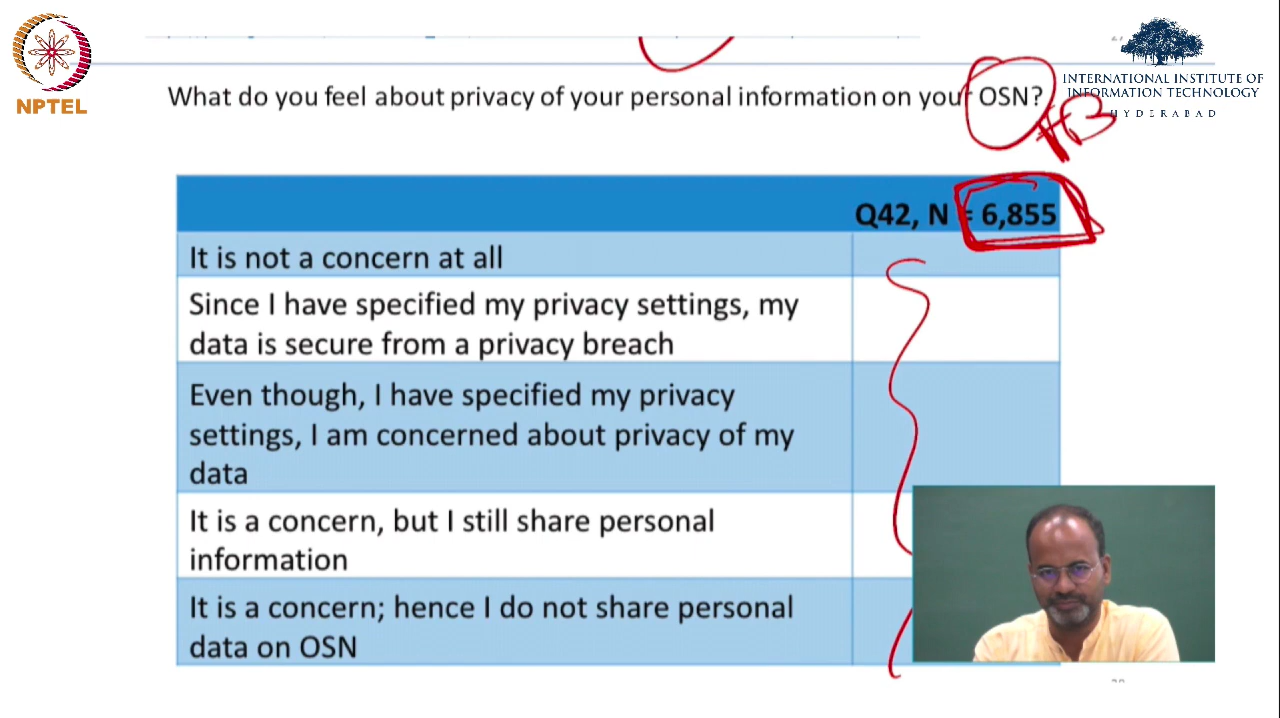 NPTEL
INTERNATIONAL INSTITUTE OF
INFORMATION TECHNOLOGY
HYDERABAD
What do you feel about privacy of your personal information on your OSN?
FB
Q42, N = 6,855
It is not a concern at all
Since I have specified my privacy settings, my
data is secure from a privacy breach
Even though, I have specified my privacy
settings, I am concerned about privacy of my
data
It is a concern, but I still share personal
information
It is a concern; hence I do not share personal
data on OSN